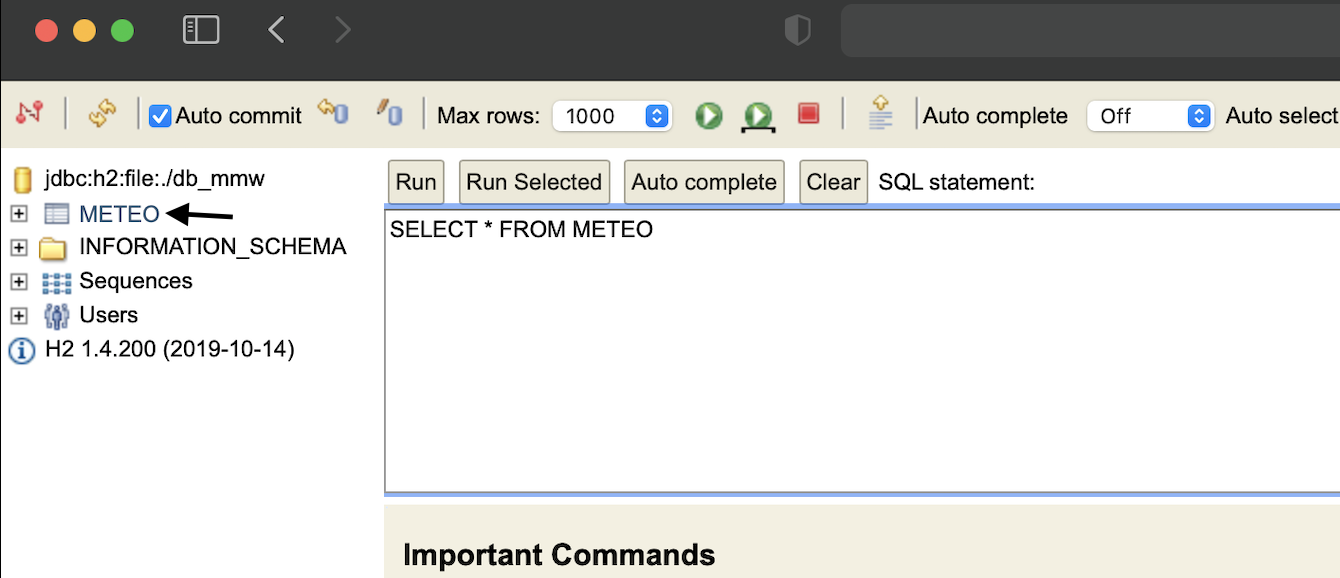 Auto commit Max rows: 1000 Auto complete Off Auto select
jdbc:h2:file:./db_mmw
METEO
INFORMATION_SCHEMA
Sequences
Users
H2 1.4.200 (2019-10-14)
Run Run Selected Auto complete Clear SQL statement:
SELECT * FROM METEO
Important Commands